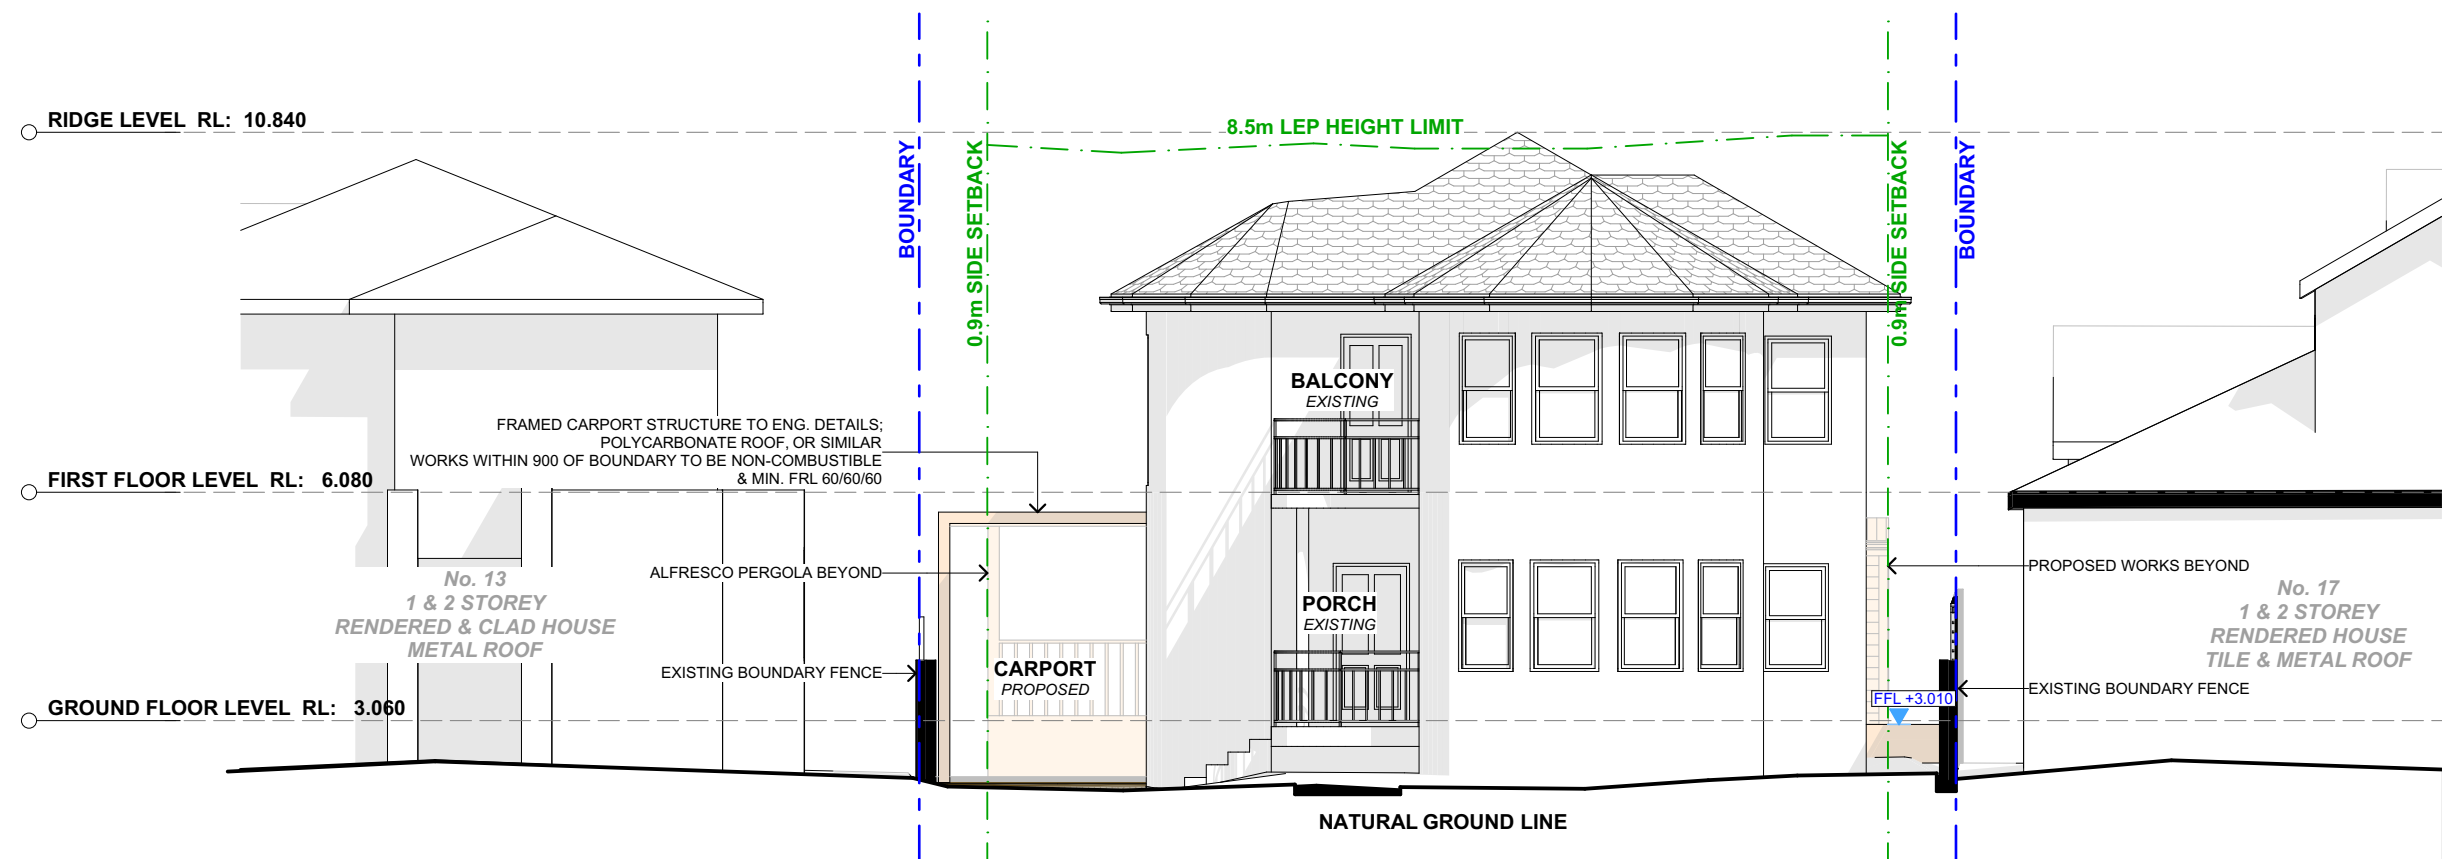 RIDGE LEVEL  RL:  10.840
8.5m LEP HEIGHT LIMIT
BOUNDARY
0.9m SIDE SETBACK
0.9m SIDE SETBACK
BOUNDARY
BALCONY
EXISTING
FRAMED CARPORT STRUCTURE TO ENG. DETAILS;
POLYCARBONATE ROOF, OR SIMILAR
WORKS WITHIN 900 OF BOUNDARY TO BE NON-COMBUSTIBLE
& MIN. FRL 60/60/60
FIRST FLOOR LEVEL  RL:   6.080
ALFRESCO PERGOLA BEYOND
PROPOSED WORKS BEYOND
No. 13
1 & 2 STOREY
RENDERED & CLAD HOUSE
METAL ROOF
PORCH
EXISTING
No. 17
1 & 2 STOREY
RENDERED HOUSE
TILE & METAL ROOF
EXISTING BOUNDARY FENCE
CARPORT
PROPOSED
EXISTING BOUNDARY FENCE
FFL +3.010
GROUND FLOOR LEVEL  RL:   3.060
NATURAL GROUND LINE